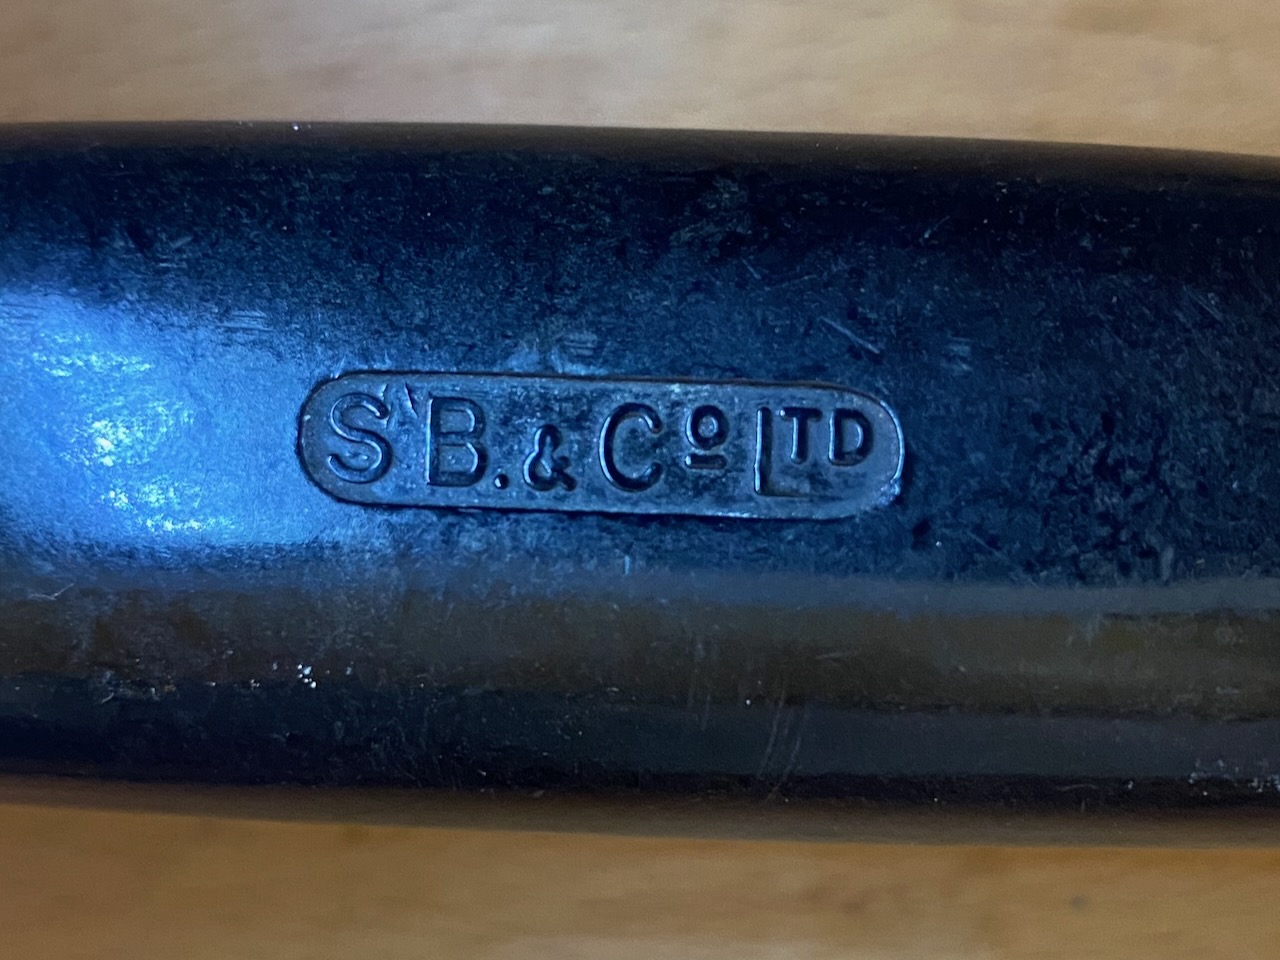 S.B. & Cº LTD